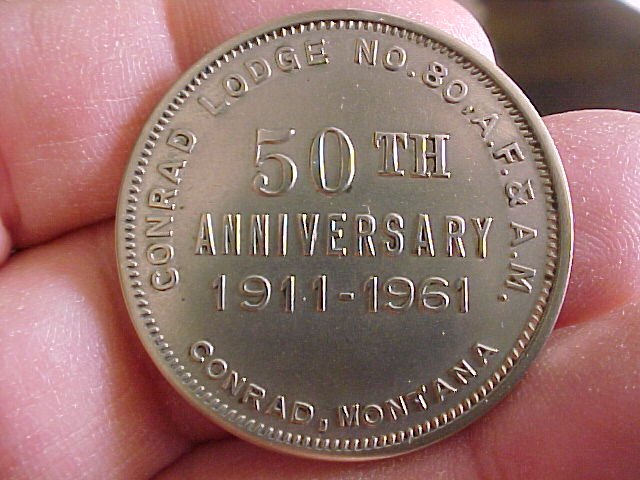 CONRAD LODGE NO. 80, A.F. & A.M.
50TH
ANNIVERSARY
1911-1961
CONRAD, MONTANA